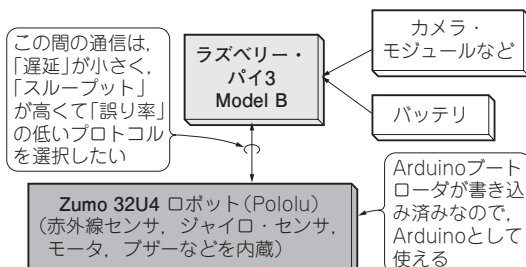 この間の通信は,
「遅延」が小さく,
「スループット」
が高くて「誤り率」
の低いプロトコル
を選択したい
ラズベリー・
パイ3
Model B
カメラ・
モジュールなど
バッテリ
Zumo 32U4 ロボット(Pololu)
(赤外線センサ, ジャイロ・センサ,
モータ, ブザーなどを内蔵)
Arduinoブート
ローダが書き込
み済みなので,
Arduinoとして
使える